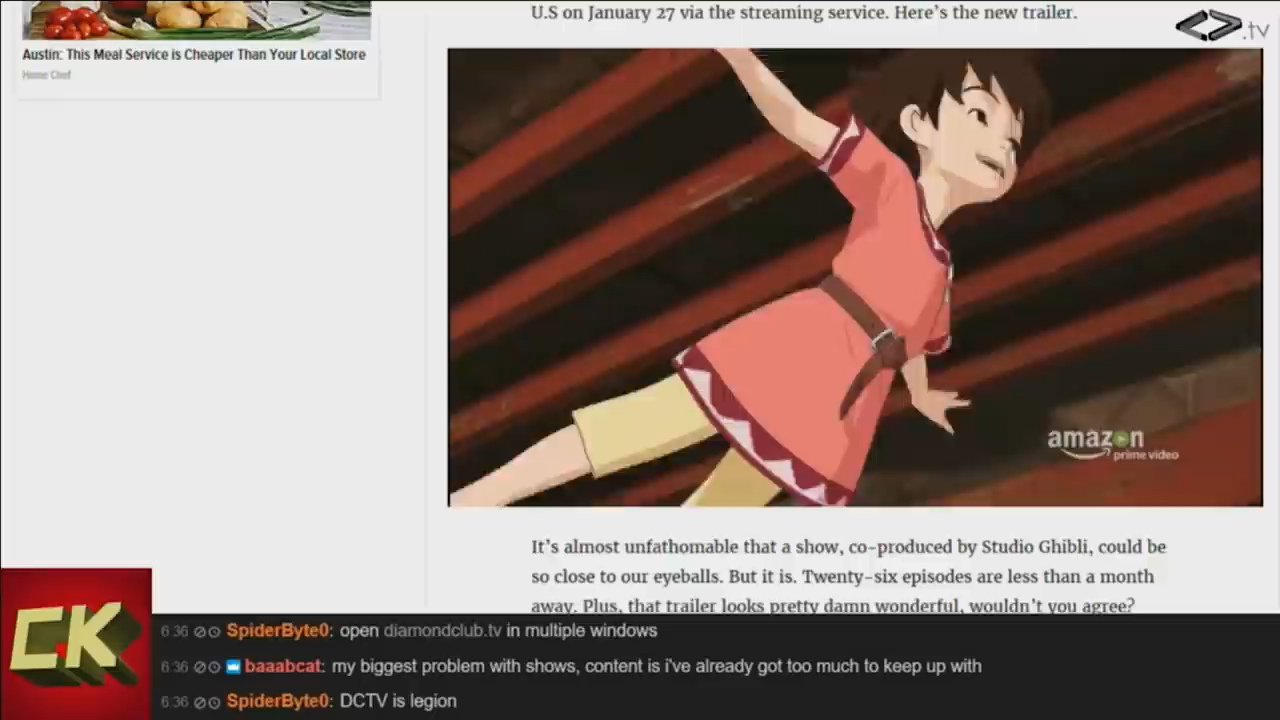 U.S on January 27 via the streaming service. Here's the new trailer.
.tv
Austin: This Meal Service is Cheaper Than Your Local Store
Home Chef
amazon
prime video
It's almost unfathomable that a show, co-produced by Studio Ghibli, could be
so close to our eyeballs. But it is. Twenty-six episodes are less than a month
away. Plus, that trailer looks pretty damn wonderful, wouldn't you agree?
CK
6:36 SpiderByte0: open diamondclub.tv in multiple windows
6:36 baaabcat: my biggest problem with shows, content is i've already got too much to keep up with
6:36 SpiderByte0: DCTV is legion